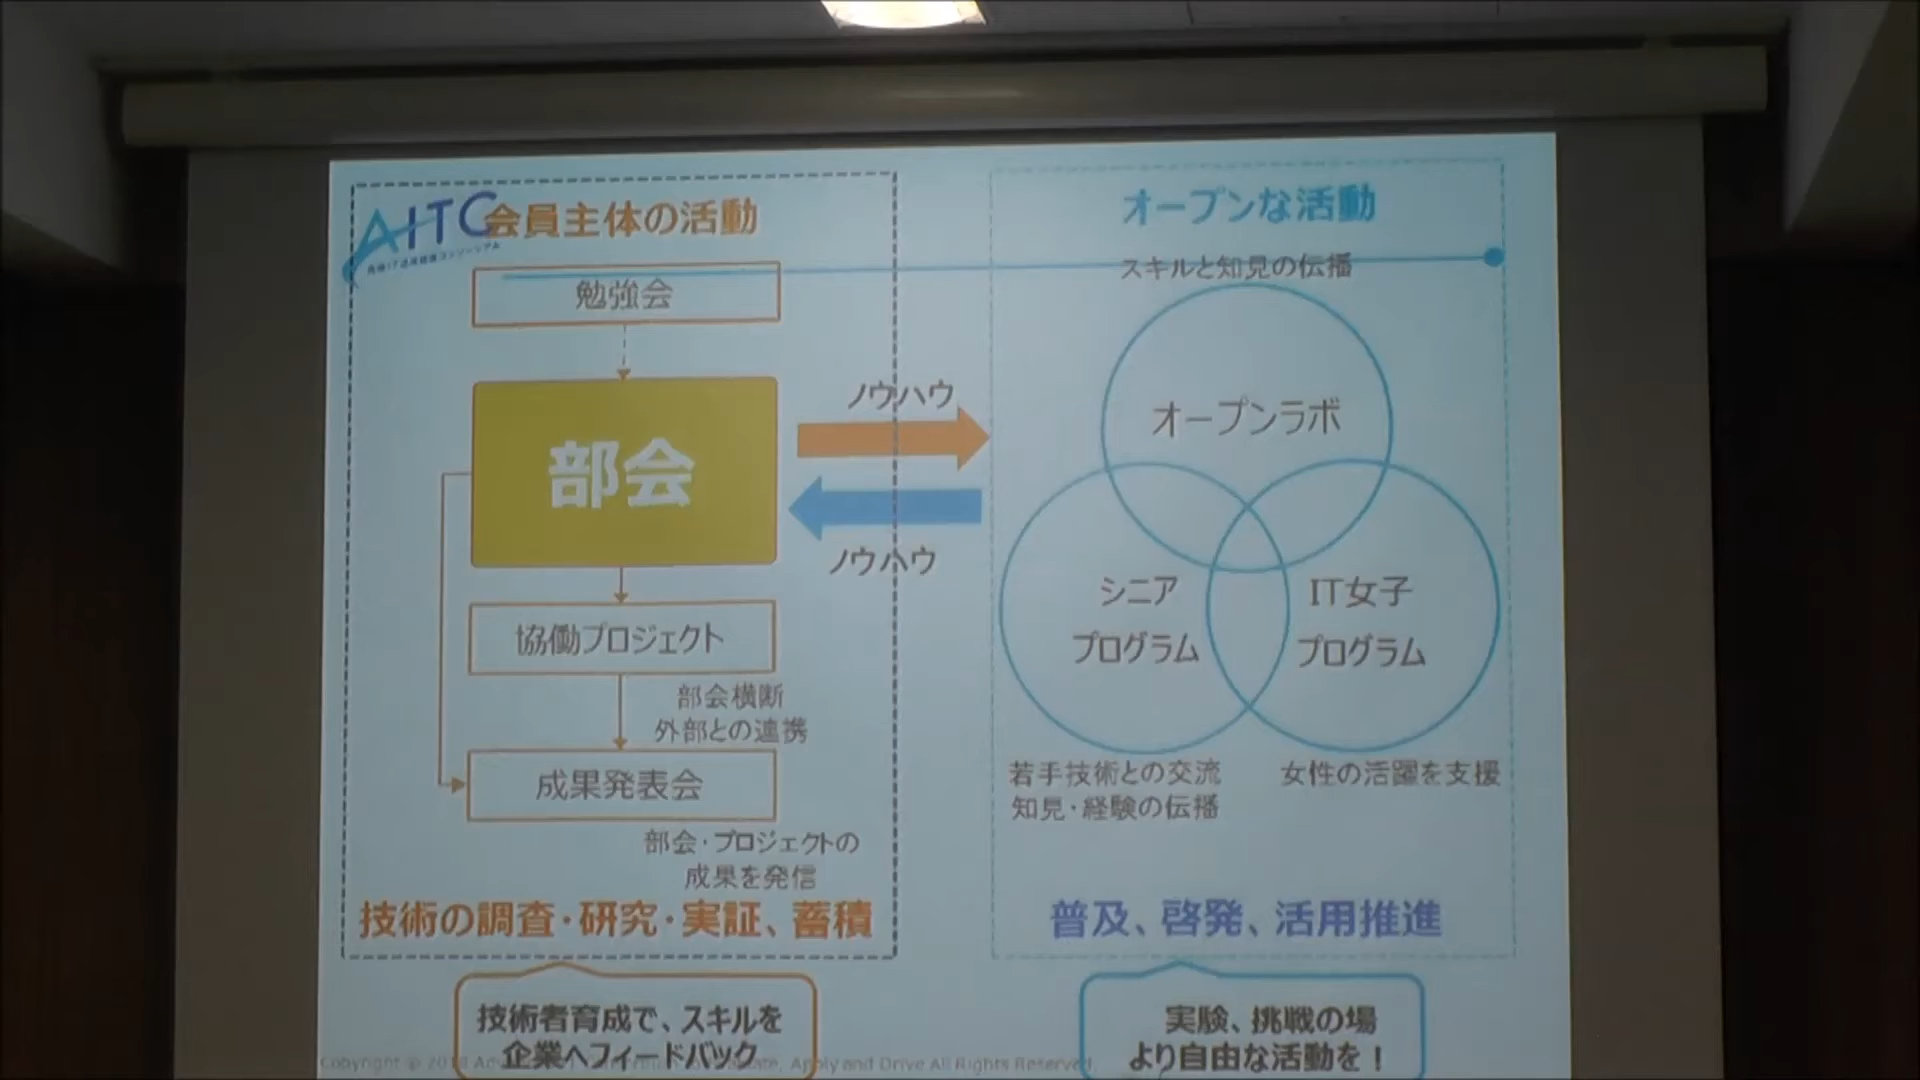 AITC
会員主体の活動
勉強会
部会
協働プロジェクト
部会横断
外部との連携
成果発表会
部会・プロジェクトの
成果を発信
技術の調査・研究・実証、蓄積
技術者育成で、スキルを
企業へフィードバック
ノウハウ
ノウハウ
オープンな活動
スキルと知見の伝播
オープンラボ
シニア
プログラム
IT女子
プログラム
若手技術との交流
知見・経験の伝播
女性の活躍を支援
普及、啓発、活用推進
実験、挑戦の場
より自由な活動を！
Copyright © Apply and Drive All Rights Reserved.